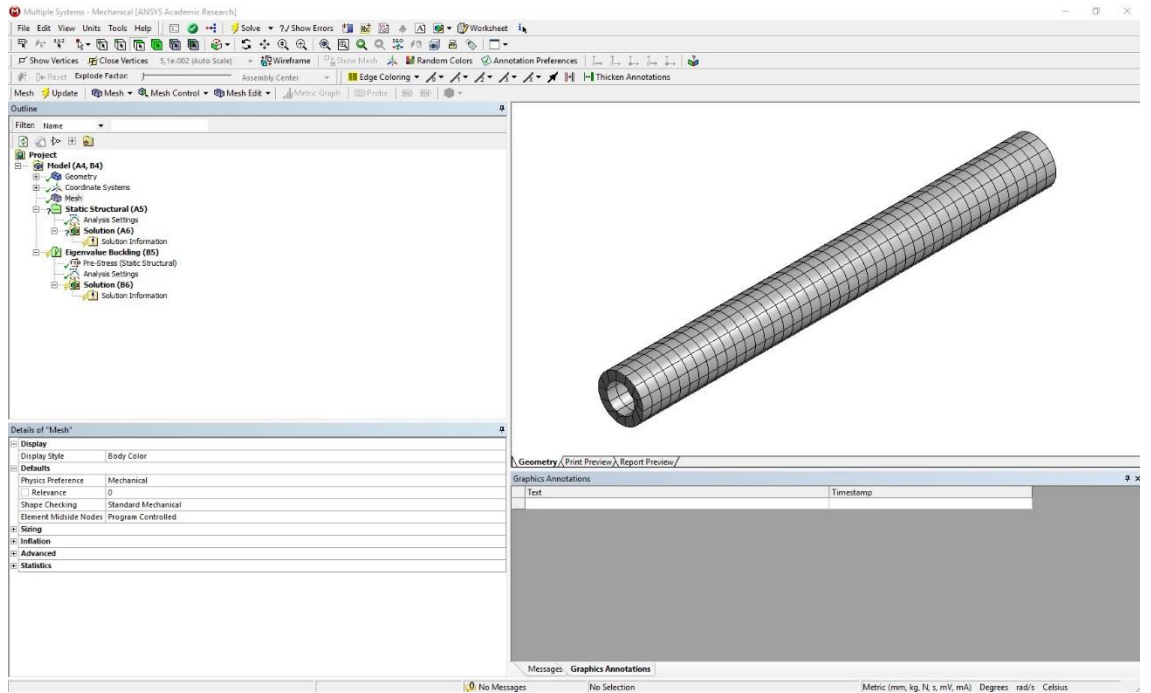 Multiple Systems - Mechanical [ANSYS Academic Research]
File Edit View Units Tools Help Solve ?/ Show Errors Worksheet
Show Vertices Close Vertices 5,1e-002 (Auto Scale) Wireframe Show Mesh Random Colors Annotation Preferences
Reset Explode Factor: Assembly Center Edge Coloring Thicken Annotations
Mesh Update Mesh Mesh Control Mesh Edit Metric Graph Probe
Outline
Filter: Name
Project
Model (A4, B4)
Geometry
Coordinate Systems
Mesh
Static Structural (A5)
Analysis Settings
Solution (A6)
Solution Information
Eigenvalue Buckling (B5)
Pre-Stress (Static Structural)
Analysis Settings
Solution (B6)
Solution Information
Details of "Mesh"
Display
Display Style Body Color
Defaults
Physics Preference Mechanical
Relevance 0
Shape Checking Standard Mechanical
Element Midside Nodes Program Controlled
Sizing
Inflation
Advanced
Statistics
Geometry Print Preview Report Preview
Graphics Annotations
Text Timestamp
Messages Graphics Annotations
0 No Messages No Selection Metric (mm, kg, N, s, mV, mA) Degrees rad/s Celsius